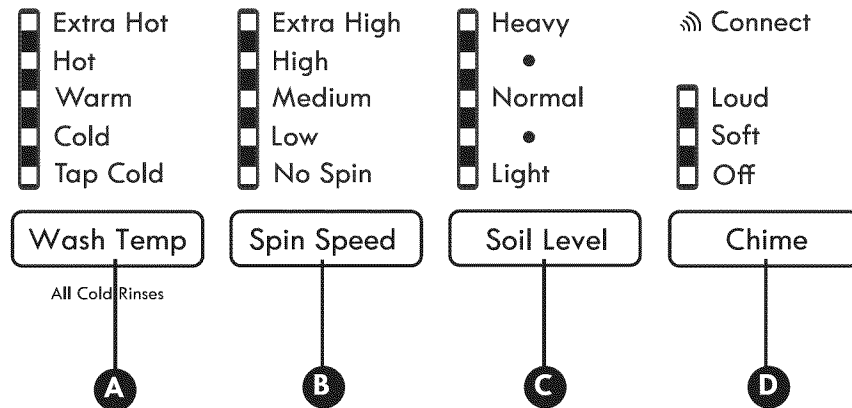 Extra Hot
Hot
Warm
Cold
Tap Cold
Wash Temp
All Cold Rinses
A
Extra High
High
Medium
Low
No Spin
Spin Speed
B
Heavy
•
Normal
•
Light
Soil Level
C
Connect
Loud
Soft
Off
Chime
D